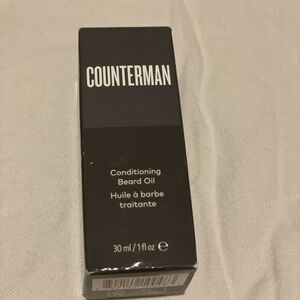 COUNTERMAN
Conditioning
Beard Oil
Huile à barbe
traitante
30 ml / 1 fl oz ℮